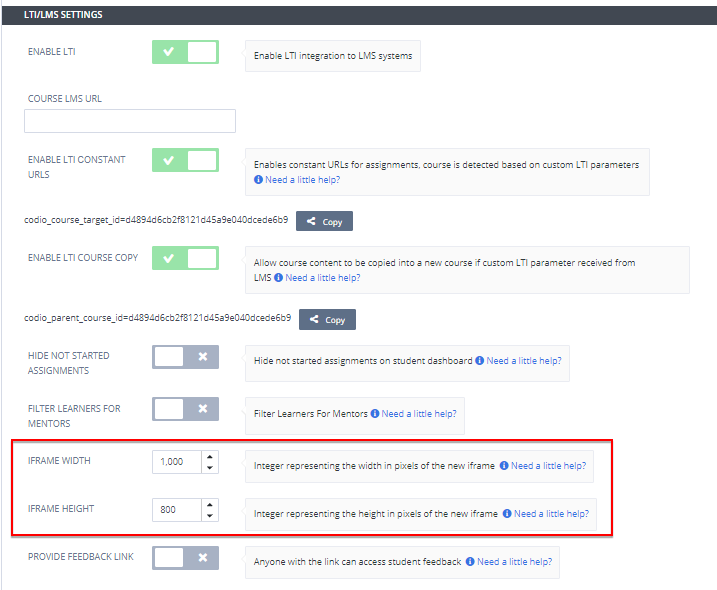 LTI/LMS SETTINGS
ENABLE LTI
Enable LTI integration to LMS systems
COURSE LMS URL
ENABLE LTI CONSTANT
URLS
Enables constant URLs for assignments, course is detected based on custom LTI parameters
Need a little help?
codio_course_target_id=d4894d6cb2f8121d45a9e040dcede6b9 Copy
ENABLE LTI COURSE COPY
Allow course content to be copied into a new course if custom LTI parameter received from
LMS Need a little help?
codio_parent_course_id=d4894d6cb2f8121d45a9e040dcede6b9 Copy
HIDE NOT STARTED
ASSIGNMENTS
Hide not started assignments on student dashboard Need a little help?
FILTER LEARNERS FOR
MENTORS
Filter Learners For Mentors Need a little help?
IFRAME WIDTH 1,000 Integer representing the width in pixels of the new iframe Need a little help?
IFRAME HEIGHT 800 Integer representing the height in pixels of the new iframe Need a little help?
PROVIDE FEEDBACK LINK Anyone with the link can access student feedback Need a little help?